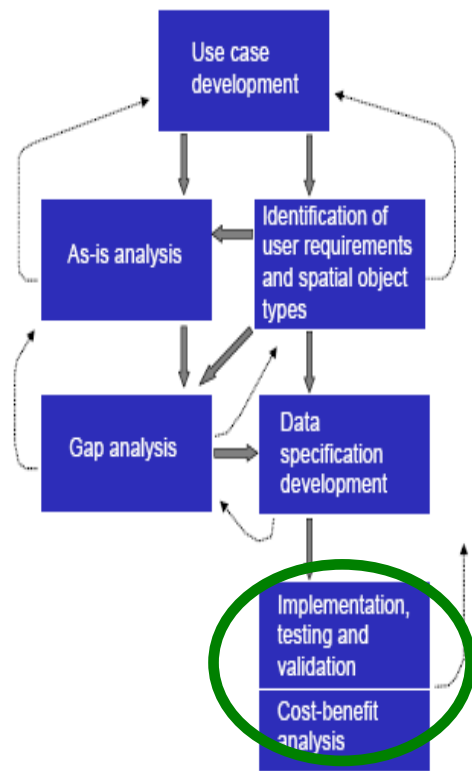 Use case
development
As-is analysis
Identification of
user requirements
and spatial object
types
Gap analysis
Data
specification
development
Implementation,
testing and
validation
Cost-benefit
analysis